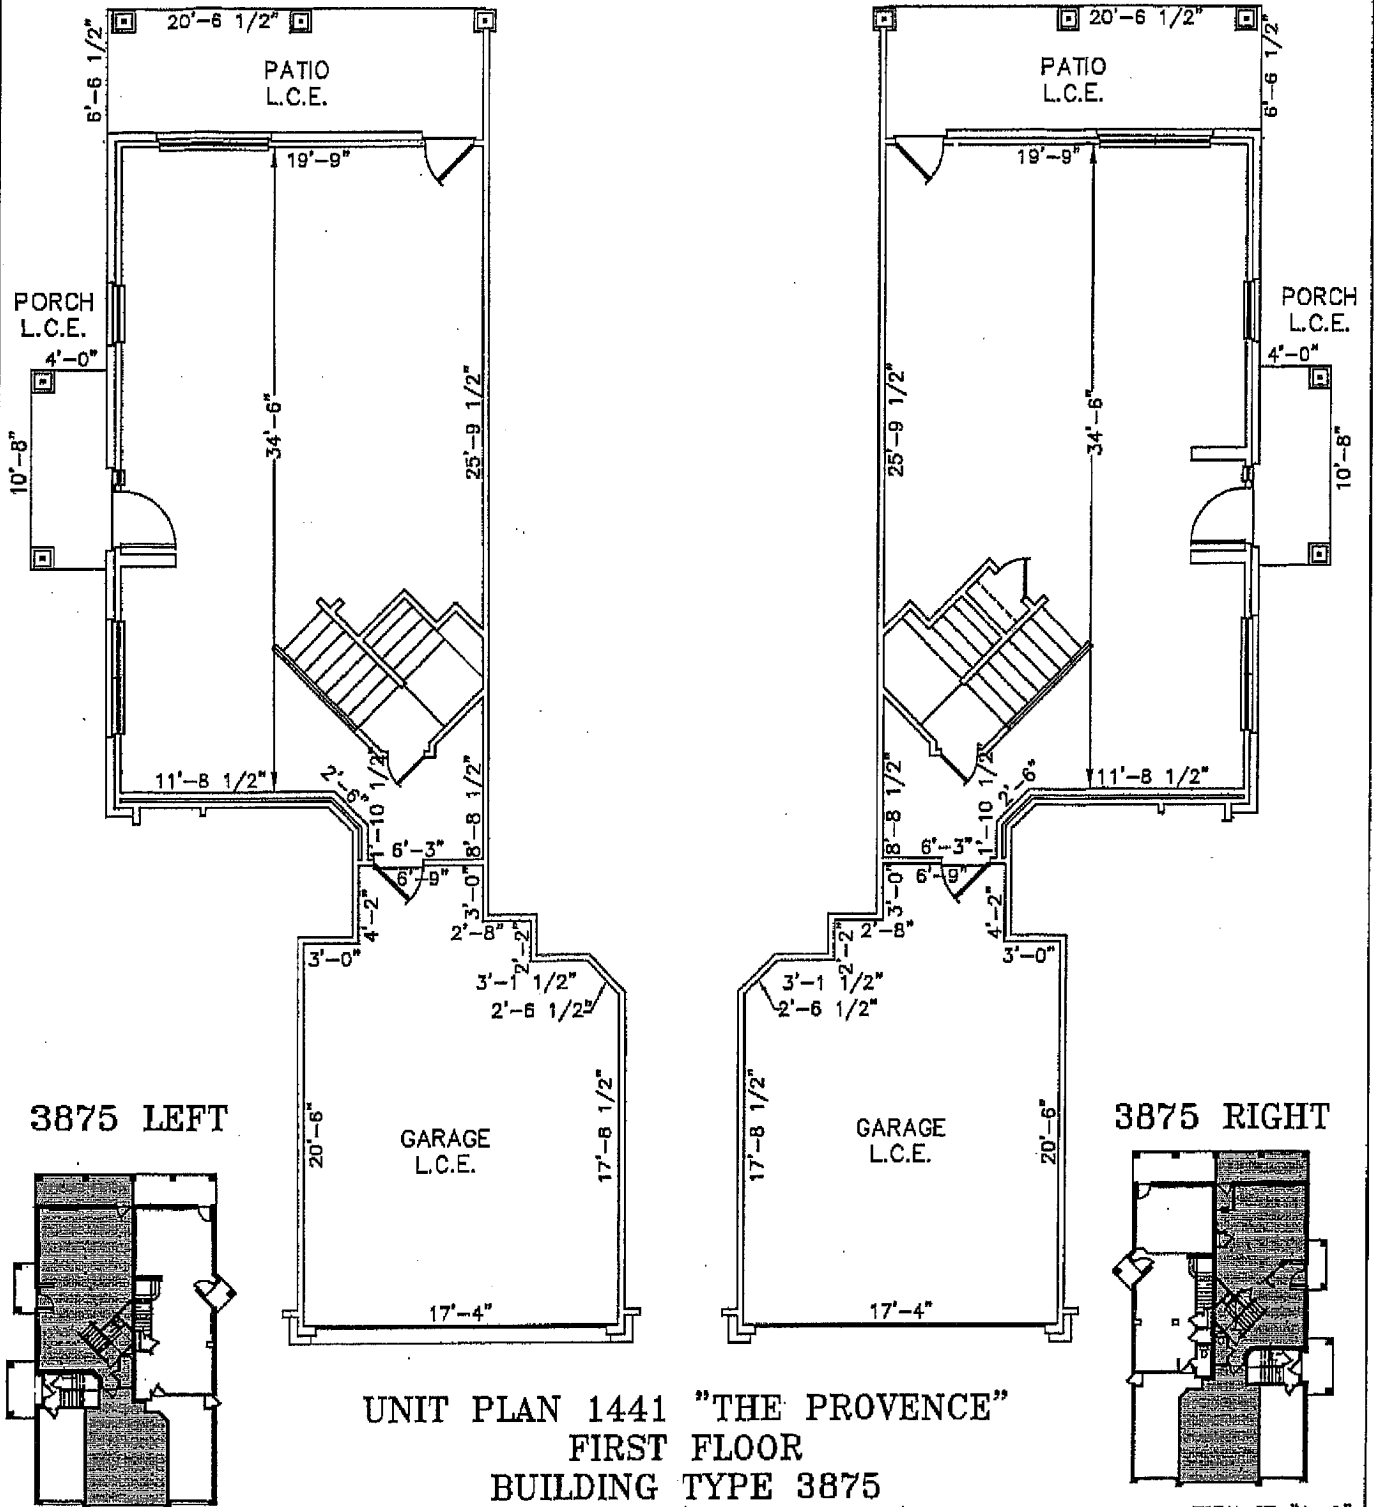 20'-6 1/2"
6'-6 1/2"
PATIO
L.C.E.
19'-9"
PORCH
L.C.E.
4'-0"
10'-8"
34'-6"
25'-9 1/2"
11'-8 1/2"
2'-6"
1'-10 1/2"
8'-8 1/2"
6'-3"
6'-9"
3'-0"
4'-2"
2'-8"
2'-2"
3'-0"
3'-1 1/2"
2'-6 1/2"
20'-6"
17'-8 1/2"
GARAGE
L.C.E.
17'-4"
3875 LEFT
20'-6 1/2"
6'-6 1/2"
PATIO
L.C.E.
19'-9"
PORCH
L.C.E.
4'-0"
10'-8"
34'-6"
25'-9 1/2"
11'-8 1/2"
2'-6"
1'-10 1/2"
8'-8 1/2"
6'-3"
6'-9"
3'-0"
4'-2"
2'-8"
2'-2"
3'-0"
3'-1 1/2"
2'-6 1/2"
17'-8 1/2"
20'-6"
GARAGE
L.C.E.
17'-4"
3875 RIGHT
UNIT PLAN 1441 "THE PROVENCE"
FIRST FLOOR
BUILDING TYPE 3875